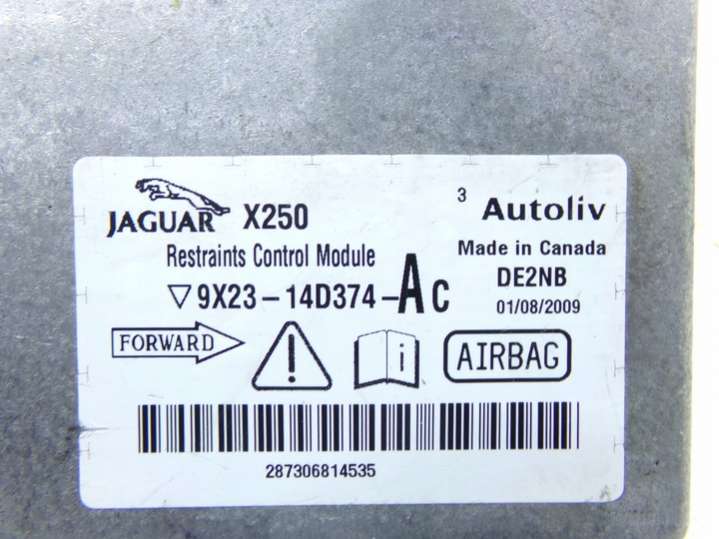 JAGUAR X250
3 Autoliv
Restraints Control Module
Made in Canada
9X23-14D374-Ac
DE2NB
01/08/2009
FORWARD
i
AIRBAG
287306814535